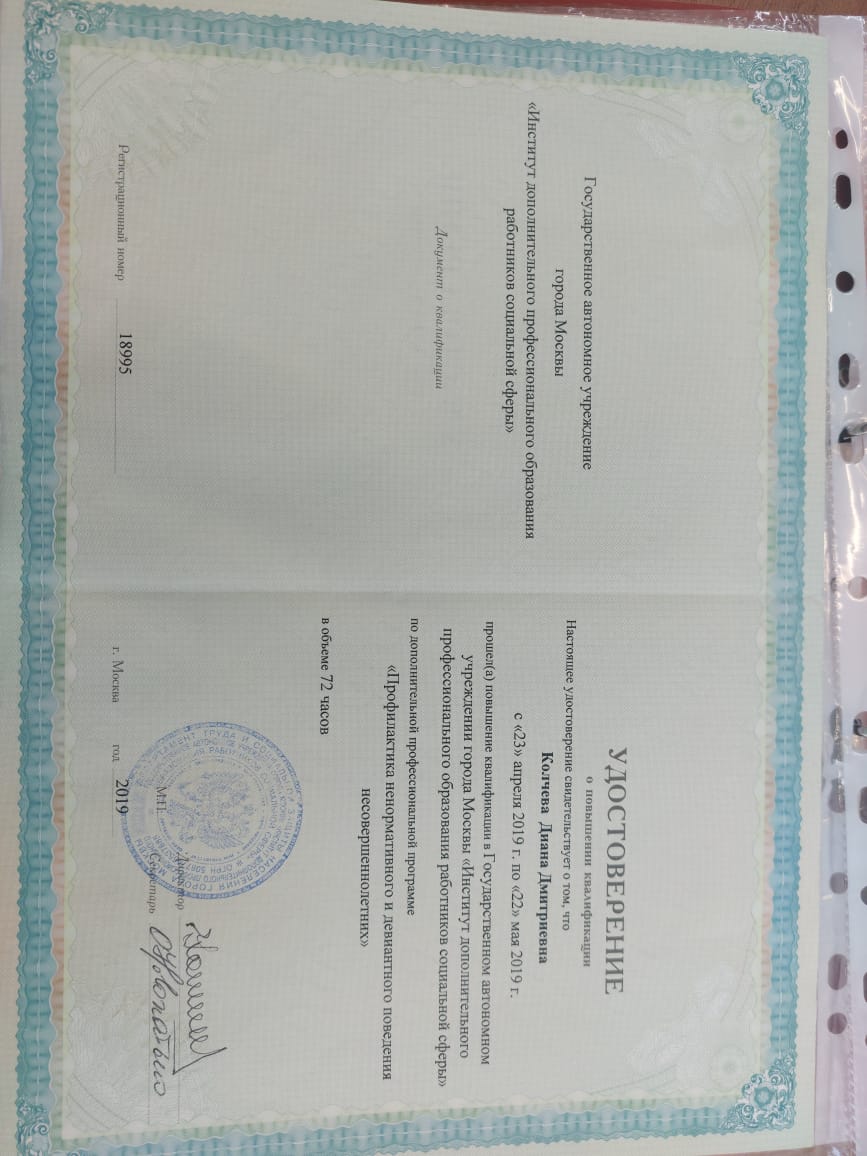 Государственное автономное учреждение
города Москвы
«Институт дополнительного профессионального образования
работников социальной сферы»
Документ о квалификации
Регистрационный номер 18995
УДОСТОВЕРЕНИЕ
о повышении квалификации
Настоящее удостоверение свидетельствует о том, что
Колчева Диана Дмитриевна
с «23» апреля 2019 г. по «22» мая 2019 г.
прошел(а) повышение квалификации в Государственном автономном
учреждении города Москвы «Институт дополнительного
профессионального образования работников социальной сферы»
по дополнительной профессиональной программе
«Профилактика ненормативного и девиантного поведения
несовершеннолетних»
в объеме 72 часов
М.П.
Директор
Секретарь
г. Москва год 2019